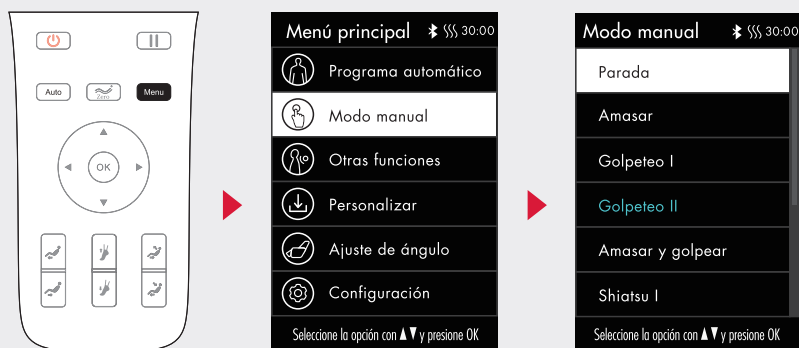 Auto
Zero
Menu
OK
Menú principal 30:00
Programa automático
Modo manual
Otras funciones
Personalizar
Ajuste de ángulo
Configuración
Seleccione la opción con ▲▼ y presione OK
Modo manual 30:00
Parada
Amasar
Golpeteo I
Golpeteo II
Amasar y golpear
Shiatsu I
Seleccione la opción con ▲▼ y presione OK